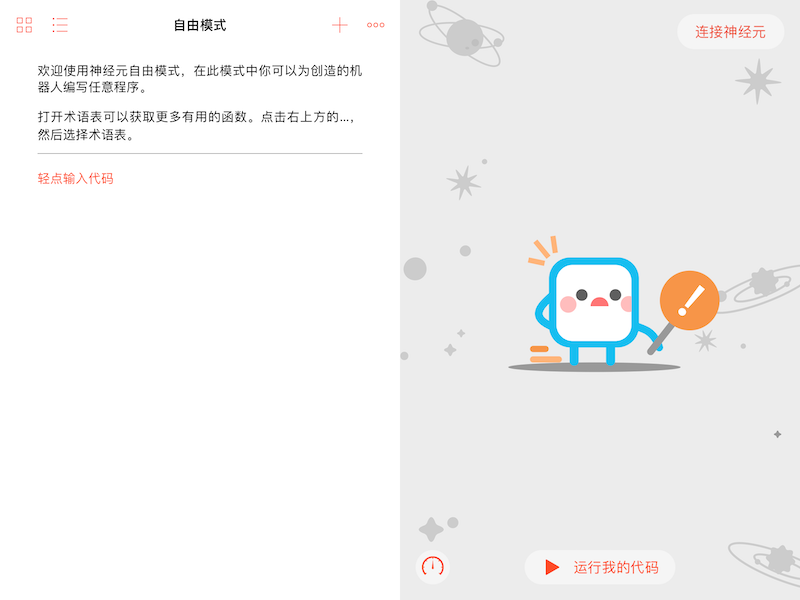 自由模式
连接神经元
欢迎使用神经元自由模式，在此模式中你可以为创造的机
器人编写任意程序。
打开术语表可以获取更多有用的函数。点击右上方的...，
然后选择术语表。
轻点输入代码
运行我的代码